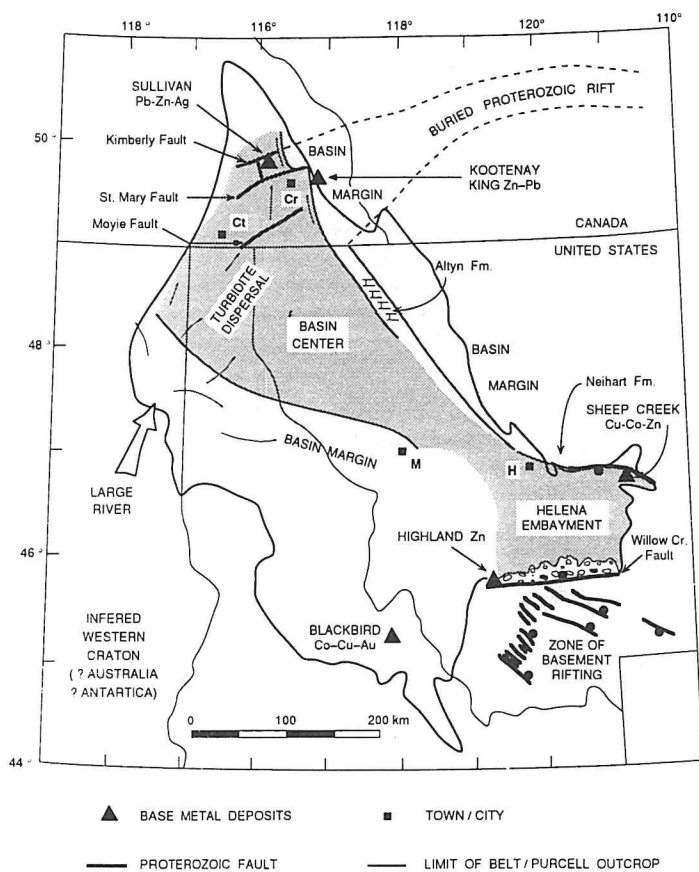 118°
116°
118°
120°
110°
SULLIVAN
Pb-Zn-Ag
50°
Kimberly Fault
St. Mary Fault
Moyie Fault
BURIED PROTEROZOIC RIFT
BASIN
MARGIN
KOOTENAY
KING Zn-Pb
Cr
Ct
CANADA
UNITED STATES
Altyn Fm.
TURBIDITE
DISPERSAL
BASIN
CENTER
48°
BASIN
MARGIN
Neihart Fm.
SHEEP CREEK
Cu-Co-Zn
BASIN MARGIN
M
H
LARGE
RIVER
HELENA
EMBAYMENT
46°
HIGHLAND Zn
Willow Cr.
Fault
INFERED
WESTERN
CRATON
( ? AUSTRALIA
? ANTARTICA)
BLACKBIRD
Co-Cu-Au
ZONE OF
BASEMENT
RIFTING
0 100 200 km
44°
BASE METAL DEPOSITS
TOWN / CITY
PROTEROZOIC FAULT
LIMIT OF BELT / PURCELL OUTCROP